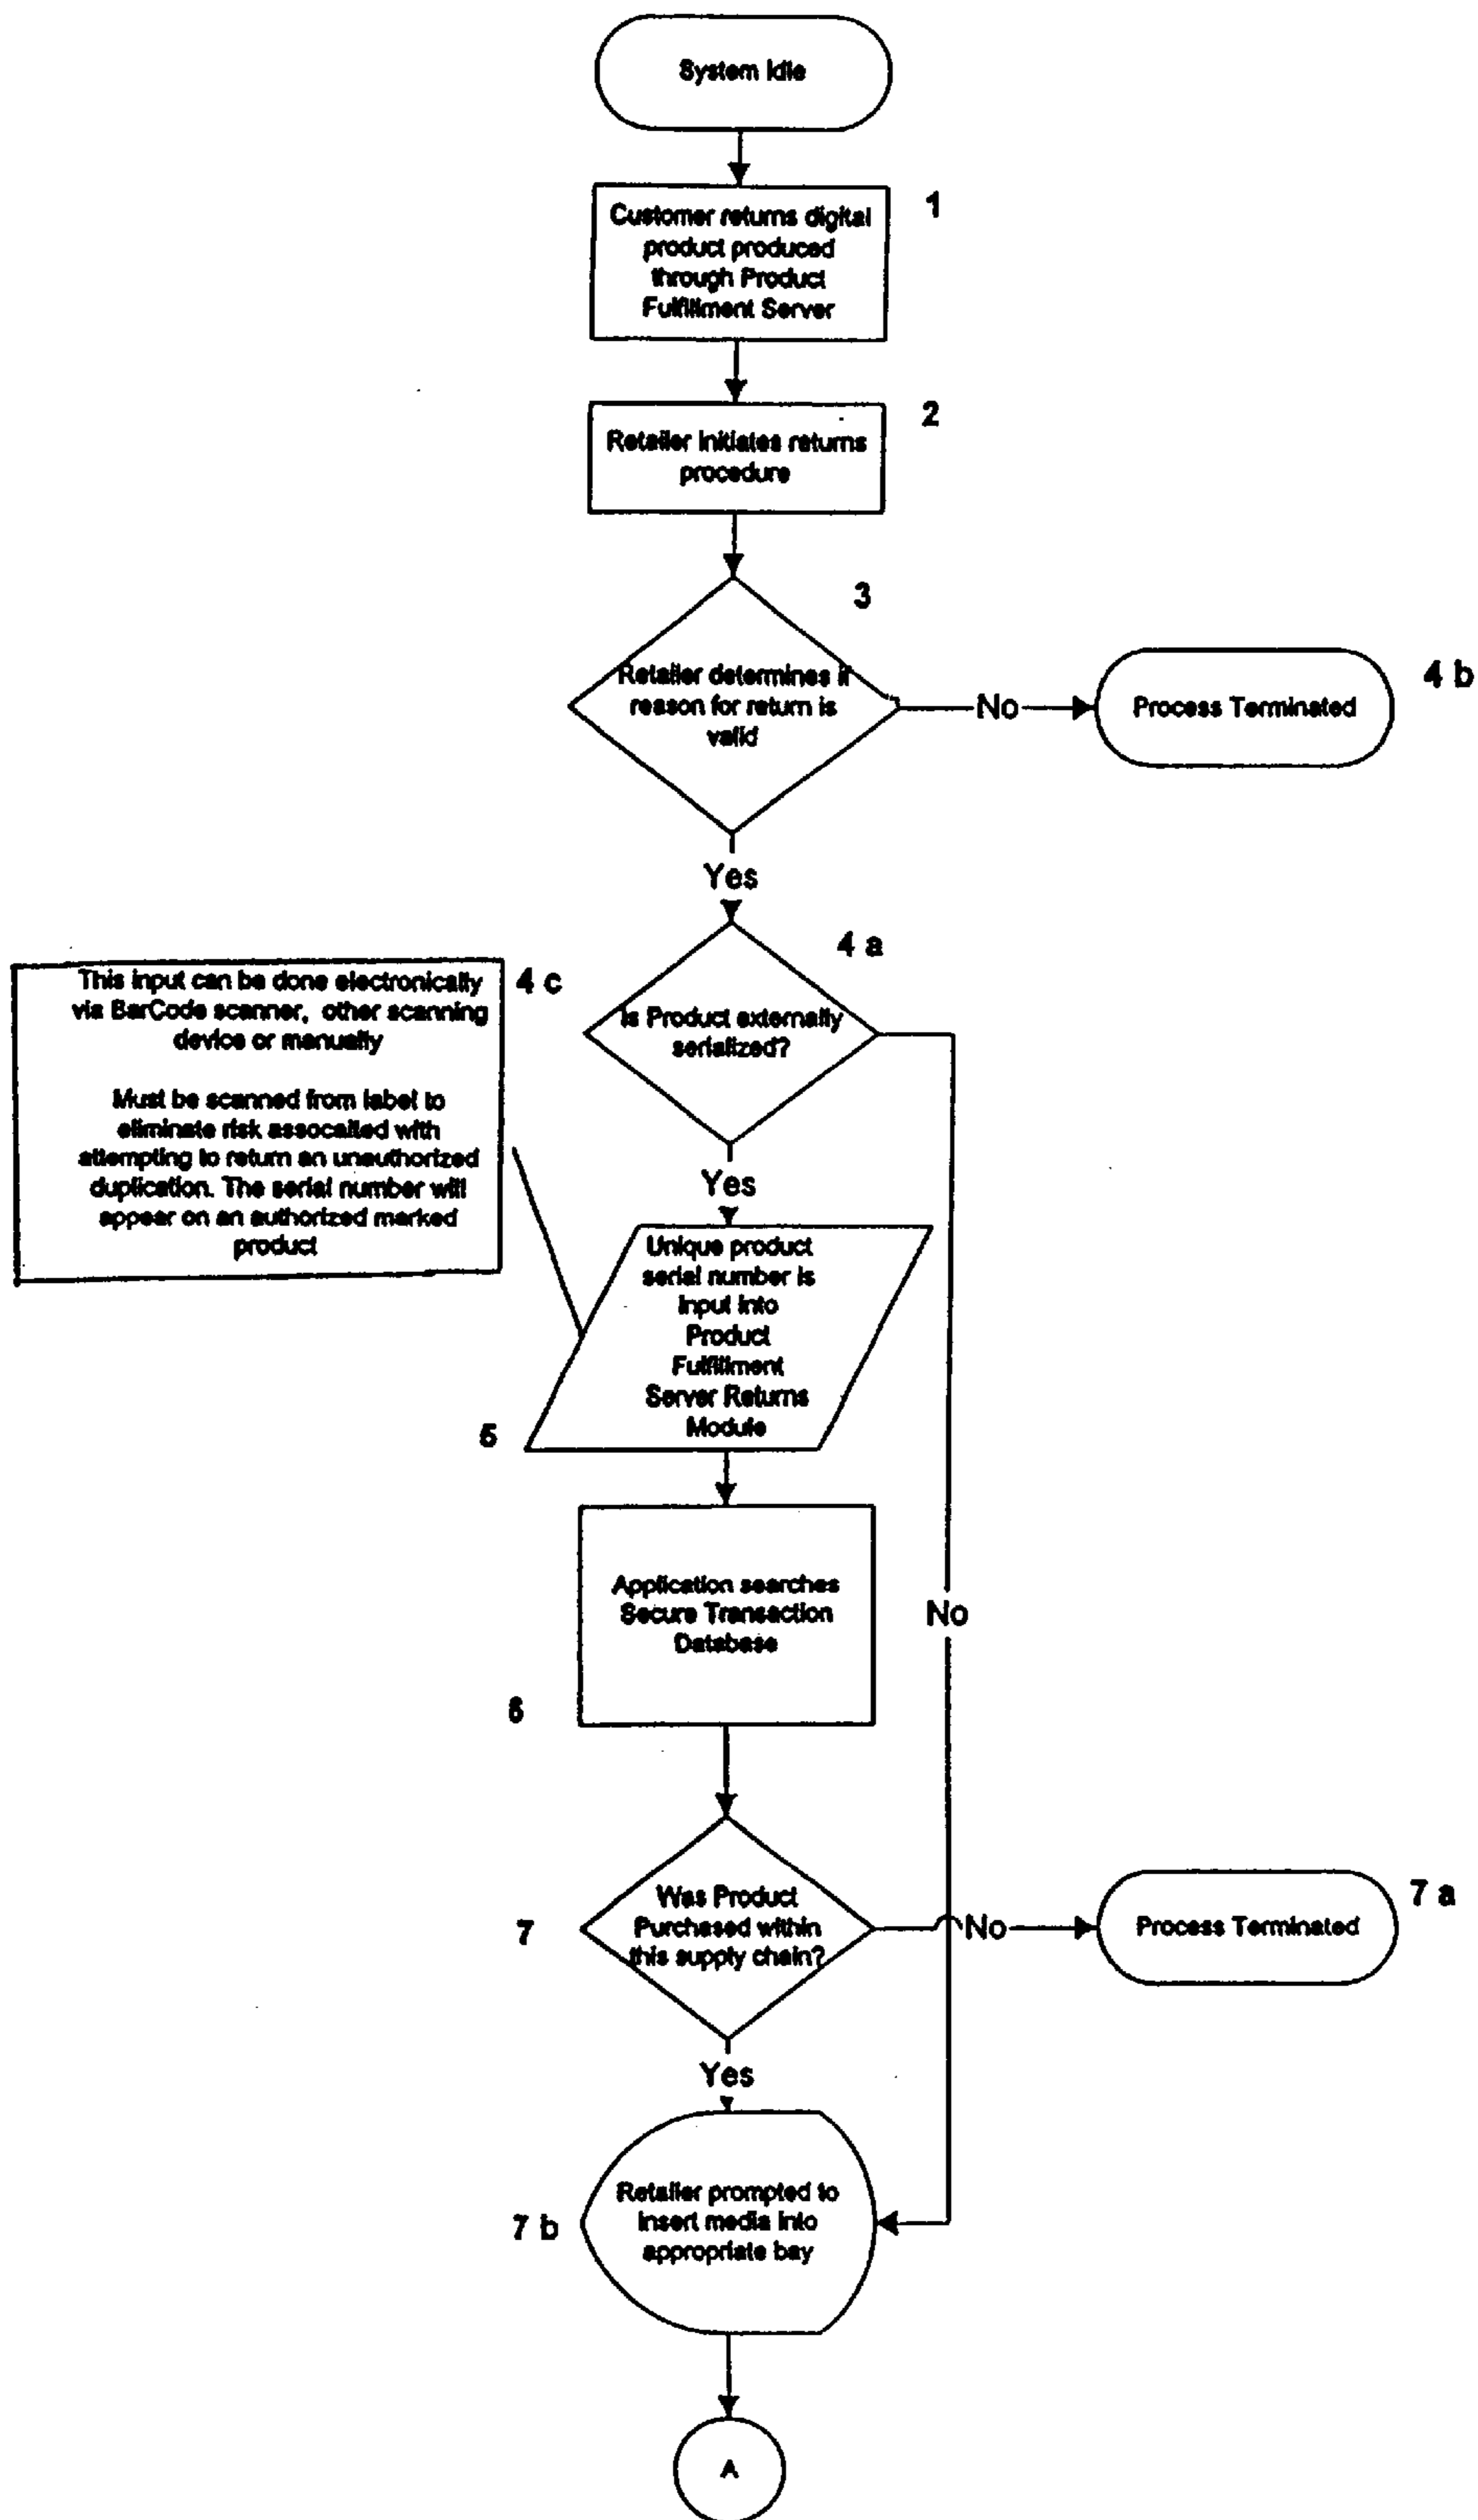 System Idle
1
Customer returns digital
product produced
through Product
Fulfillment Server
2
Retailer initiates returns
procedure
3
Retailer determines if
reason for return is
valid
No
Process Terminated
4 b
Yes
4 a
Is Product externally
serialized?
4 c
This input can be done electronically
via BarCode scanner, other scanning
device or manually
Must be scanned from label to
eliminate risk assocaited with
attempting to return an unauthorized
duplication. The serial number will
appear on an authorized marked
product
Yes
Unique product
serial number is
input into
Product
Fulfillment
Server Returns
Module
5
Application searches
Secure Transaction
Database
No
6
Was Product
Purchased within
this supply chain?
7
No
Process Terminated
7 a
Yes
Retailer prompted to
insert media into
appropriate bay
7 b
A